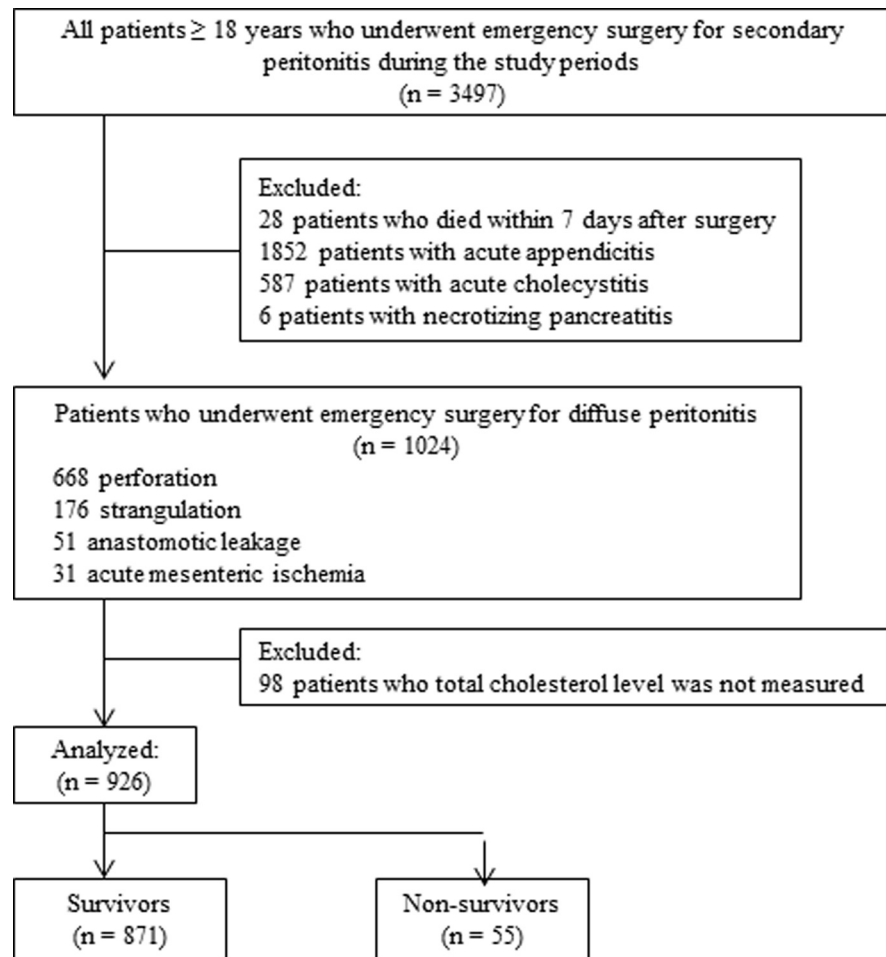 All patients ≥ 18 years who underwent emergency surgery for secondary
peritonitis during the study periods
(n = 3497)
Excluded:
28 patients who died within 7 days after surgery
1852 patients with acute appendicitis
587 patients with acute cholecystitis
6 patients with necrotizing pancreatitis
Patients who underwent emergency surgery for diffuse peritonitis
(n = 1024)
668 perforation
176 strangulation
51 anastomotic leakage
31 acute mesenteric ischemia
Excluded:
98 patients who total cholesterol level was not measured
Analyzed:
(n = 926)
Survivors
(n = 871)
Non-survivors
(n = 55)